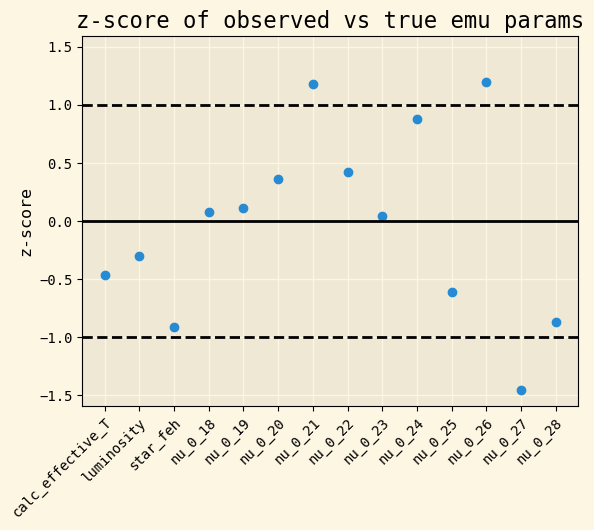 z-score of observed vs true emu params
z-score
1.5
1.0
0.5
0.0
−0.5
−1.0
−1.5
calc_effective_T
luminosity
star_feh
nu_0_18
nu_0_19
nu_0_20
nu_0_21
nu_0_22
nu_0_23
nu_0_24
nu_0_25
nu_0_26
nu_0_27
nu_0_28